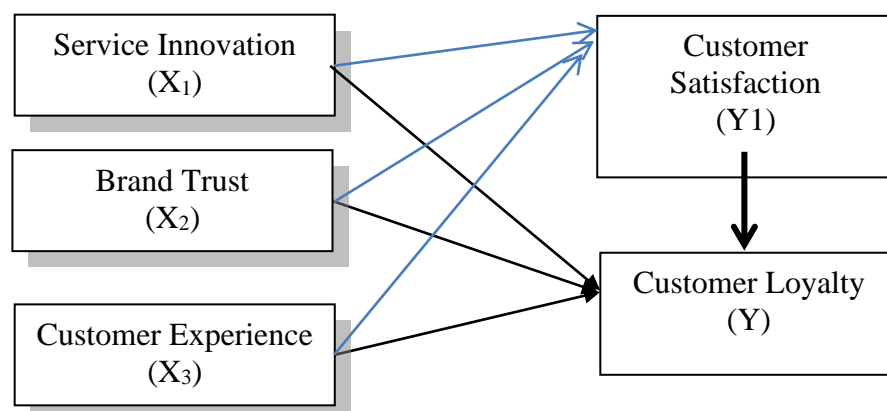 Service Innovation
(X₁)
Brand Trust
(X₂)
Customer Experience
(X₃)
Customer
Satisfaction
(Y1)
Customer Loyalty
(Y)